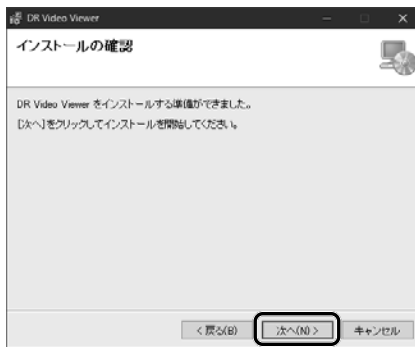 DR Video Viewer
インストールの確認
DR Video Viewer をインストールする準備ができました。
[次へ]をクリックしてインストールを開始してください。
< 戻る(B)
次へ(N) >
キャンセル